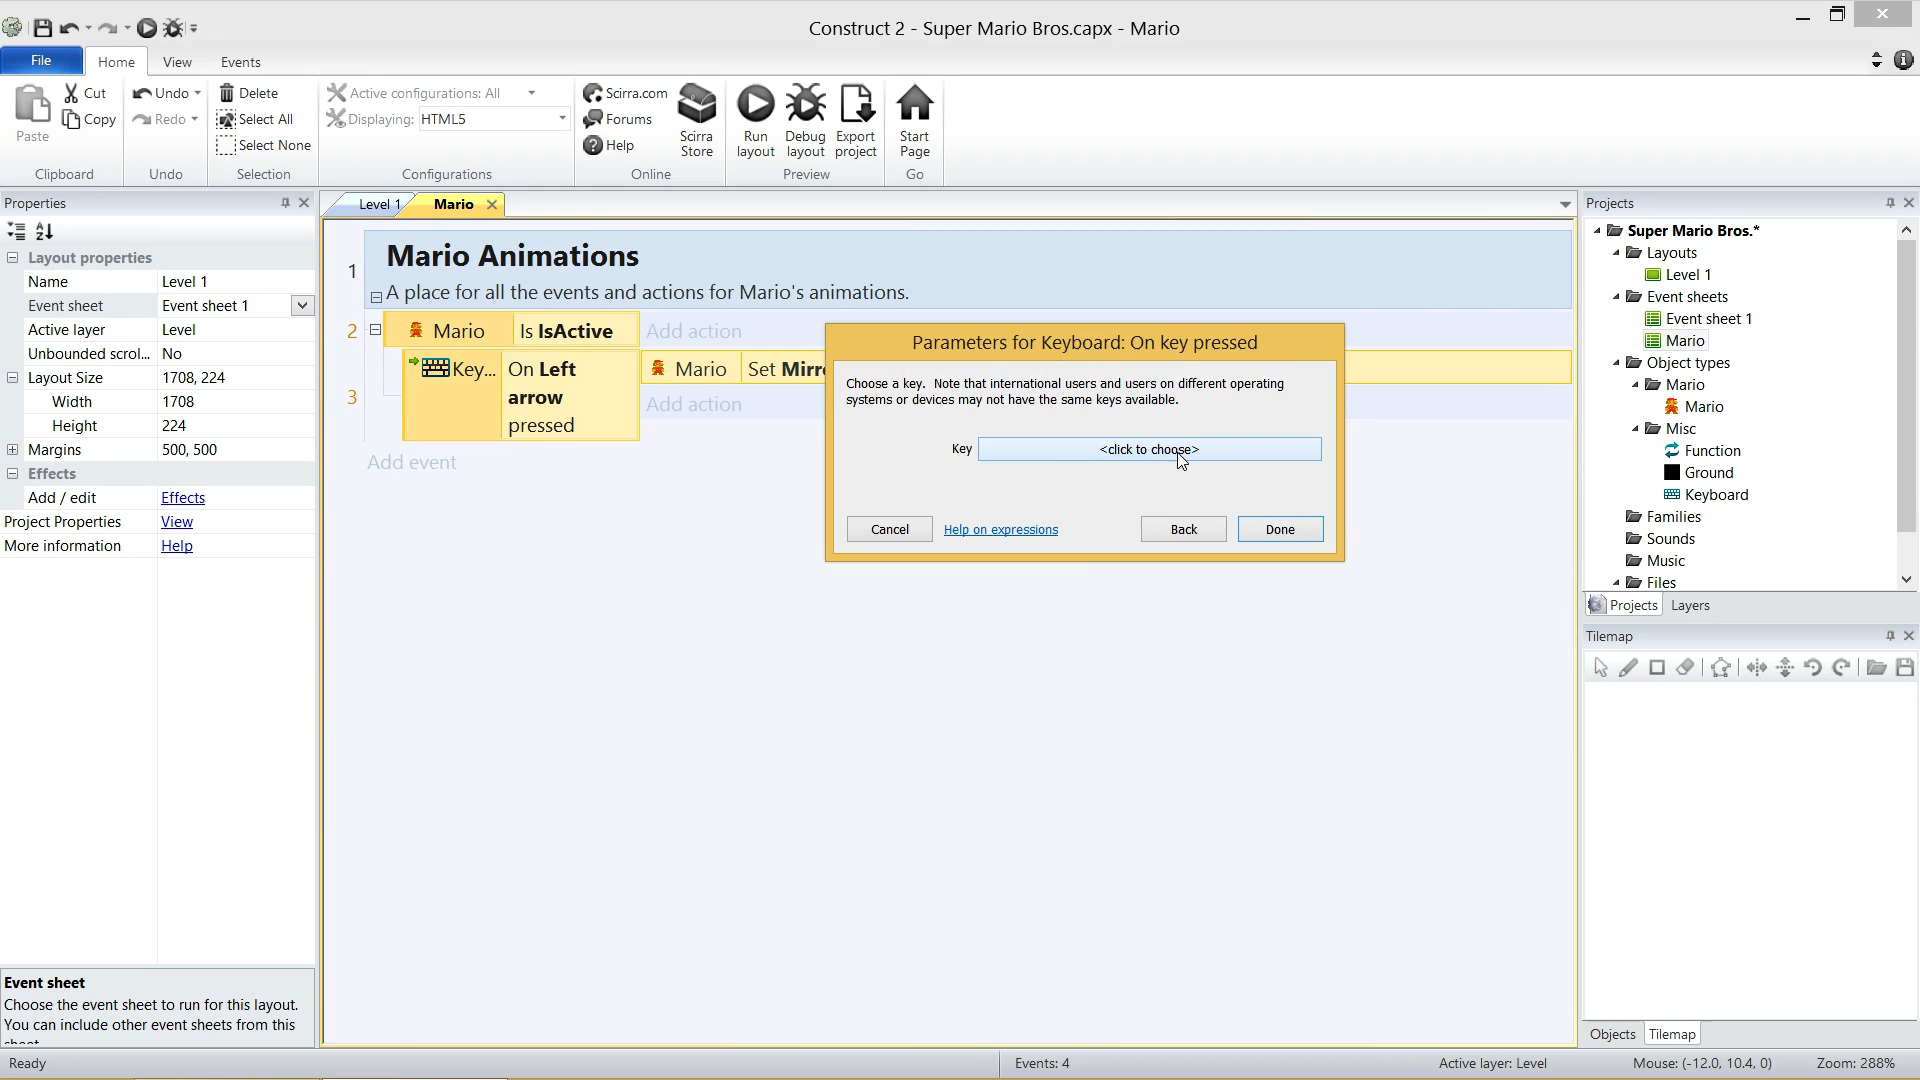 Construct 2 - Super Mario Bros.capx - Mario
File
Home
View
Events
Paste
Cut
Copy
Clipboard
Undo
Redo
Undo
Delete
Select All
Select None
Selection
Active configurations: All
Displaying: HTML5
Configurations
Scirra.com
Forums
Help
Scirra
Store
Online
Run
layout
Debug
layout
Export
project
Preview
Start
Page
Go
Properties
Layout properties
Name Level 1
Event sheet Event sheet 1
Active layer Level
Unbounded scrol... No
Layout Size 1708, 224
Width 1708
Height 224
Margins 500, 500
Effects
Add / edit Effects
Project Properties View
More information Help
Event sheet
Choose the event sheet to run for this layout.
You can include other event sheets from this
Level 1
Mario
1
Mario Animations
A place for all the events and actions for Mario's animations.
2 Mario Is IsActive Add action
3 Key... On Left
arrow
pressed
Mario Set Mirr
Add action
Add event
Parameters for Keyboard: On key pressed
Choose a key. Note that international users and users on different operating
systems or devices may not have the same keys available.
Key <click to choose>
Cancel Help on expressions Back Done
Projects
Super Mario Bros.*
Layouts
Level 1
Event sheets
Event sheet 1
Mario
Object types
Mario
Mario
Misc
Function
Ground
Keyboard
Families
Sounds
Music
Files
Projects Layers
Tilemap
Objects Tilemap
Ready
Events: 4
Active layer: Level
Mouse: (-12.0, 10.4, 0)
Zoom: 288%